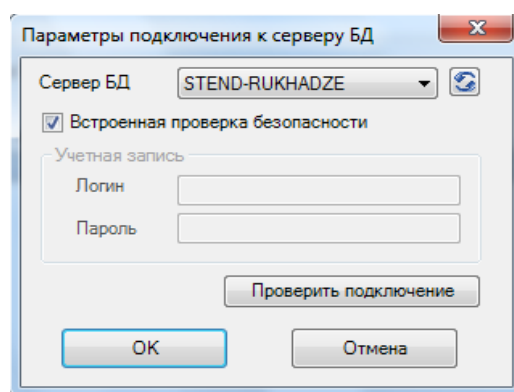 Параметры подключения к серверу БД
Сервер БД STEND-RUKHADZE
Встроенная проверка безопасности
Учетная запись
Логин
Пароль
Проверить подключение
OK Отмена